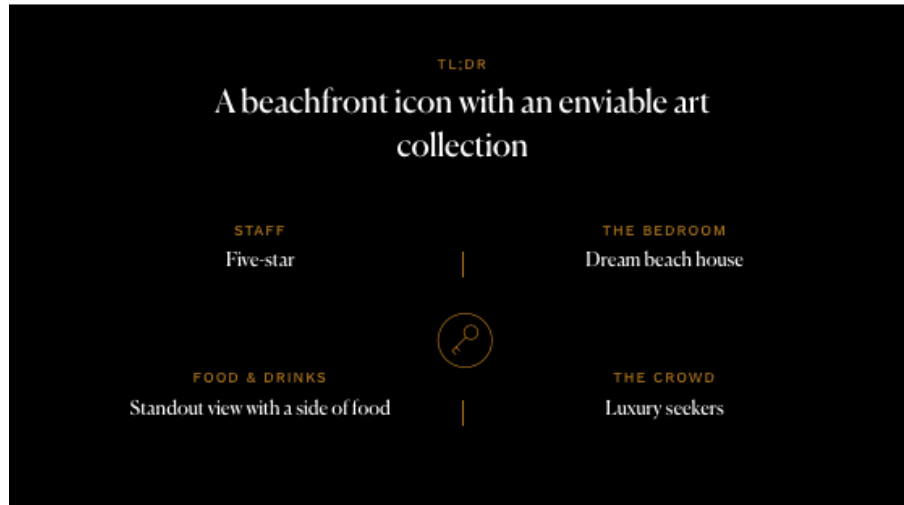 TL;DR
A beachfront icon with an enviable art
collection
STAFF
Five-star
THE BEDROOM
Dream beach house
FOOD & DRINKS
Standout view with a side of food
THE CROWD
Luxury seekers